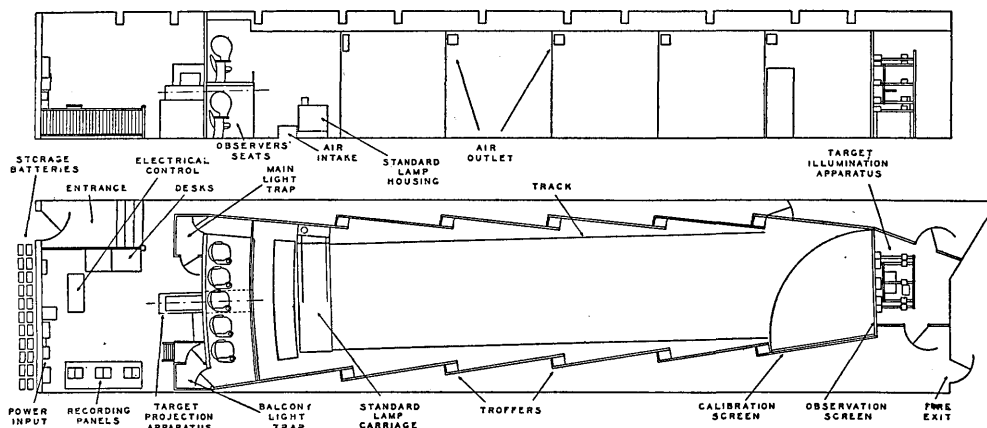 STORAGE
BATTERIES
ELECTRICAL
CONTROL
ENTRANCE
DESKS
MAIN
LIGHT
TRAP
OBSERVERS'
SEATS
AIR
INTAKE
STANDARD
LAMP
HOUSING
AIR
OUTLET
TRACK
TARGET
ILLUMINATION
APPARATUS
POWER
INPUT
RECORDING
PANELS
TARGET
PROJECTION
APPARATUS
BALCONY
LIGHT
TRAP
STANDARD
LAMP
CARRIAGE
TROFFERS
CALIBRATION
SCREEN
OBSERVATION
SCREEN
FIRE
EXIT